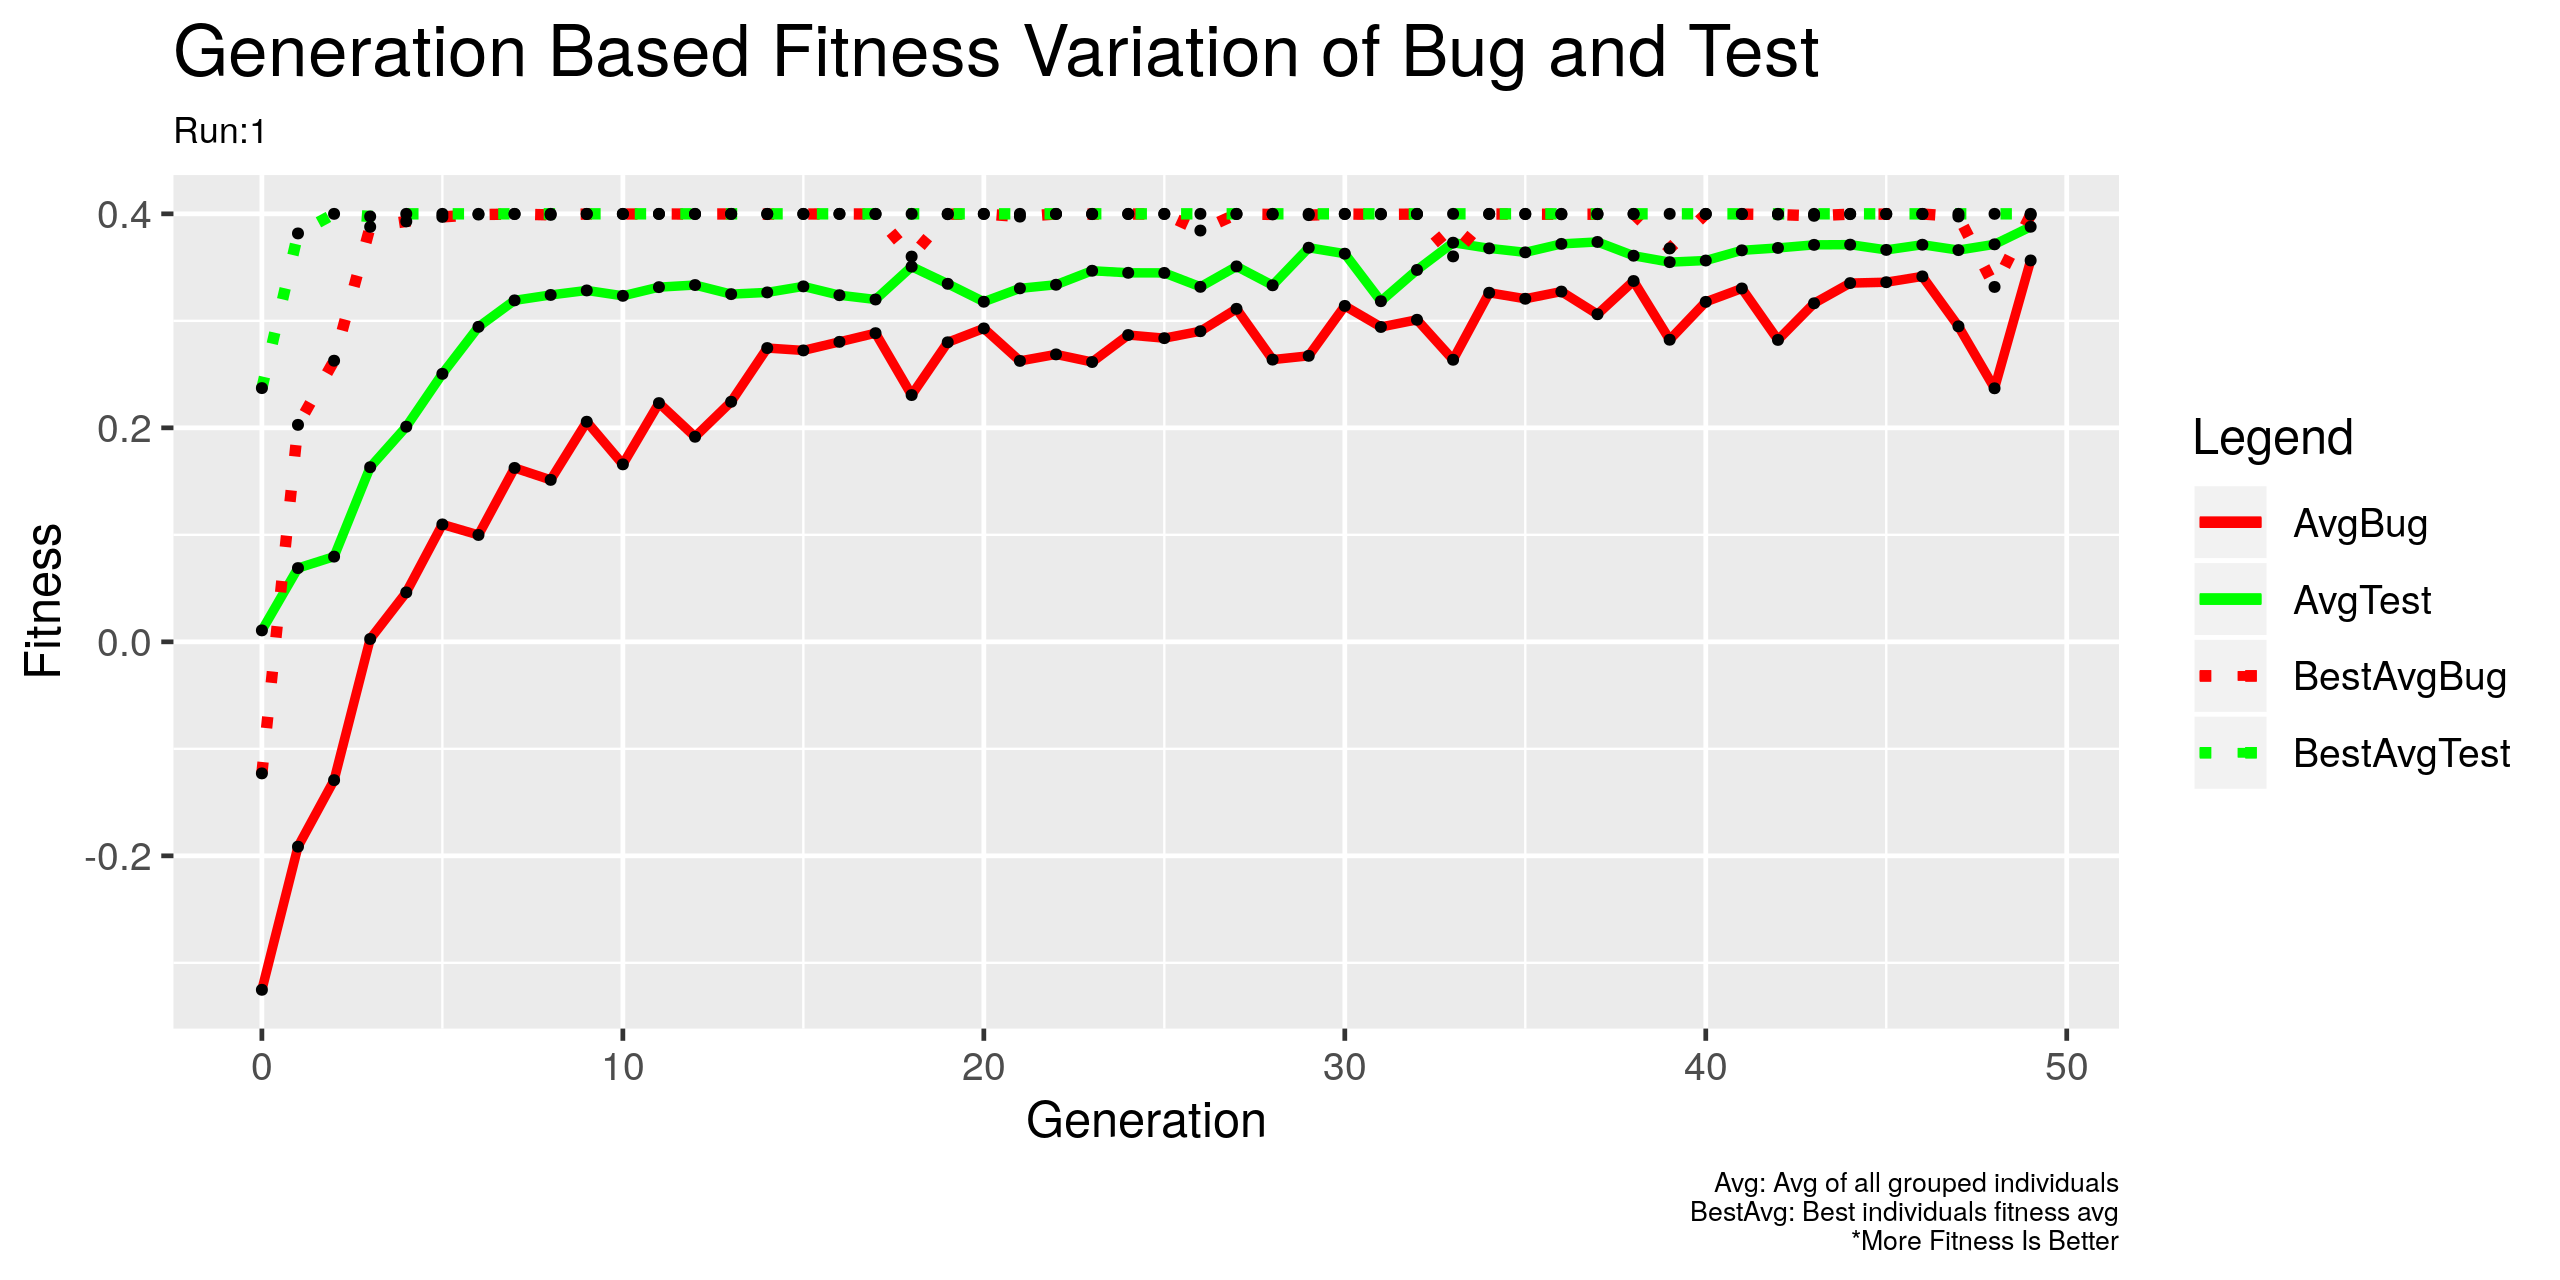 Generation Based Fitness Variation of Bug and Test
Run:1
Fitness
0.4
0.2
0.0
-0.2
0 10 20 30 40 50
Generation
Legend
AvgBug
AvgTest
BestAvgBug
BestAvgTest
Avg: Avg of all grouped individuals
BestAvg: Best individuals fitness avg
*More Fitness Is Better